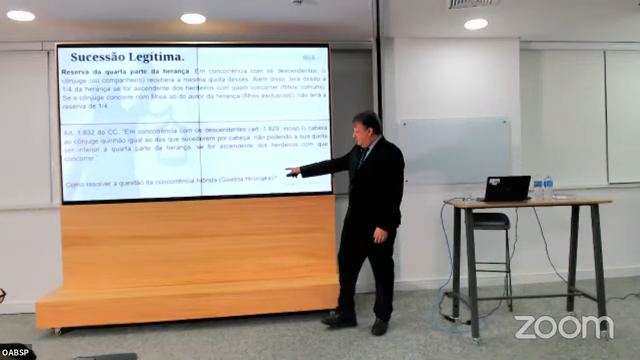 Sucessão Legítima.
Reserva da quarta parte da herança. Em concorrência com os descendentes, o
cônjuge (ou companheiro) receberá a mesma quota desses. Além disso, terá direito a
1/4 da herança se for ascendente dos herdeiros com quem concorrer (filhos comuns).
Se o cônjuge concorre com filhos só do autor da herança (filhos exclusivos), não terá a
reserva de 1/4.
Art. 1.832 do CC. "Em concorrência com os descendentes (art. 1.829, inciso I) caberá
ao cônjuge quinhão igual ao dos que sucederem por cabeça, não podendo a sua quota
ser inferior à quarta parte da herança, se for ascendente dos herdeiros com que
concorrer."
Como resolver a questão da concorrência híbrida (Giselda Hironaka)?
zoom
OABSP